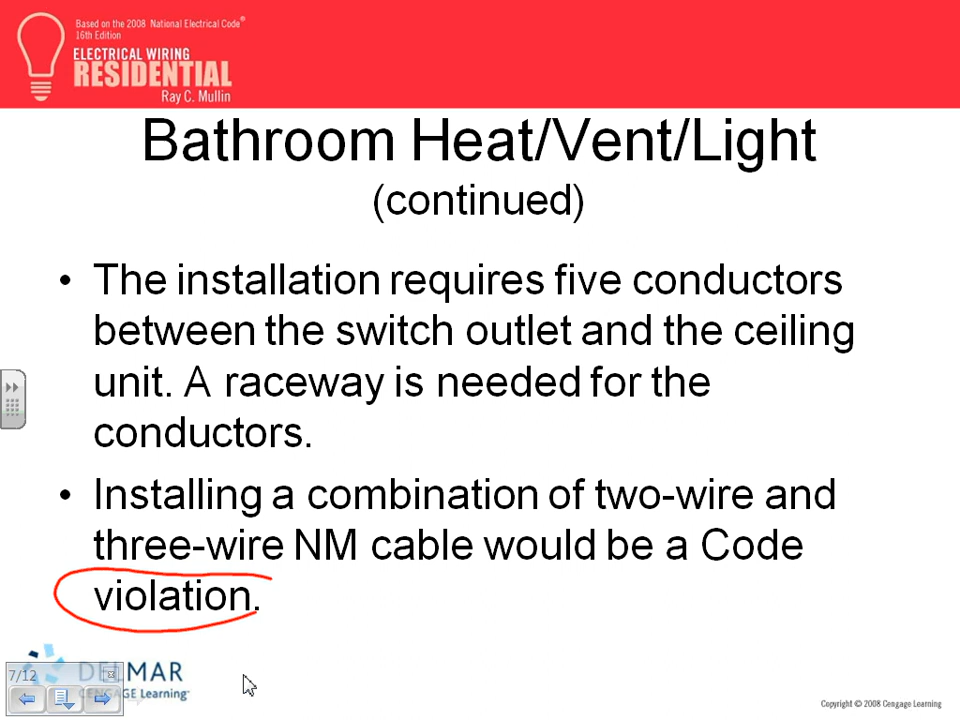 Based on the 2008 National Electrical Code®
16th Edition
ELECTRICAL WIRING
RESIDENTIAL
Ray C. Mullin
Bathroom Heat/Vent/Light
(continued)
• The installation requires five conductors
between the switch outlet and the ceiling
unit. A raceway is needed for the
conductors.
• Installing a combination of two-wire and
three-wire NM cable would be a Code
violation.
7/12
DELMAR
CENGAGE Learning™
Copyright © 2008 Cengage Learning